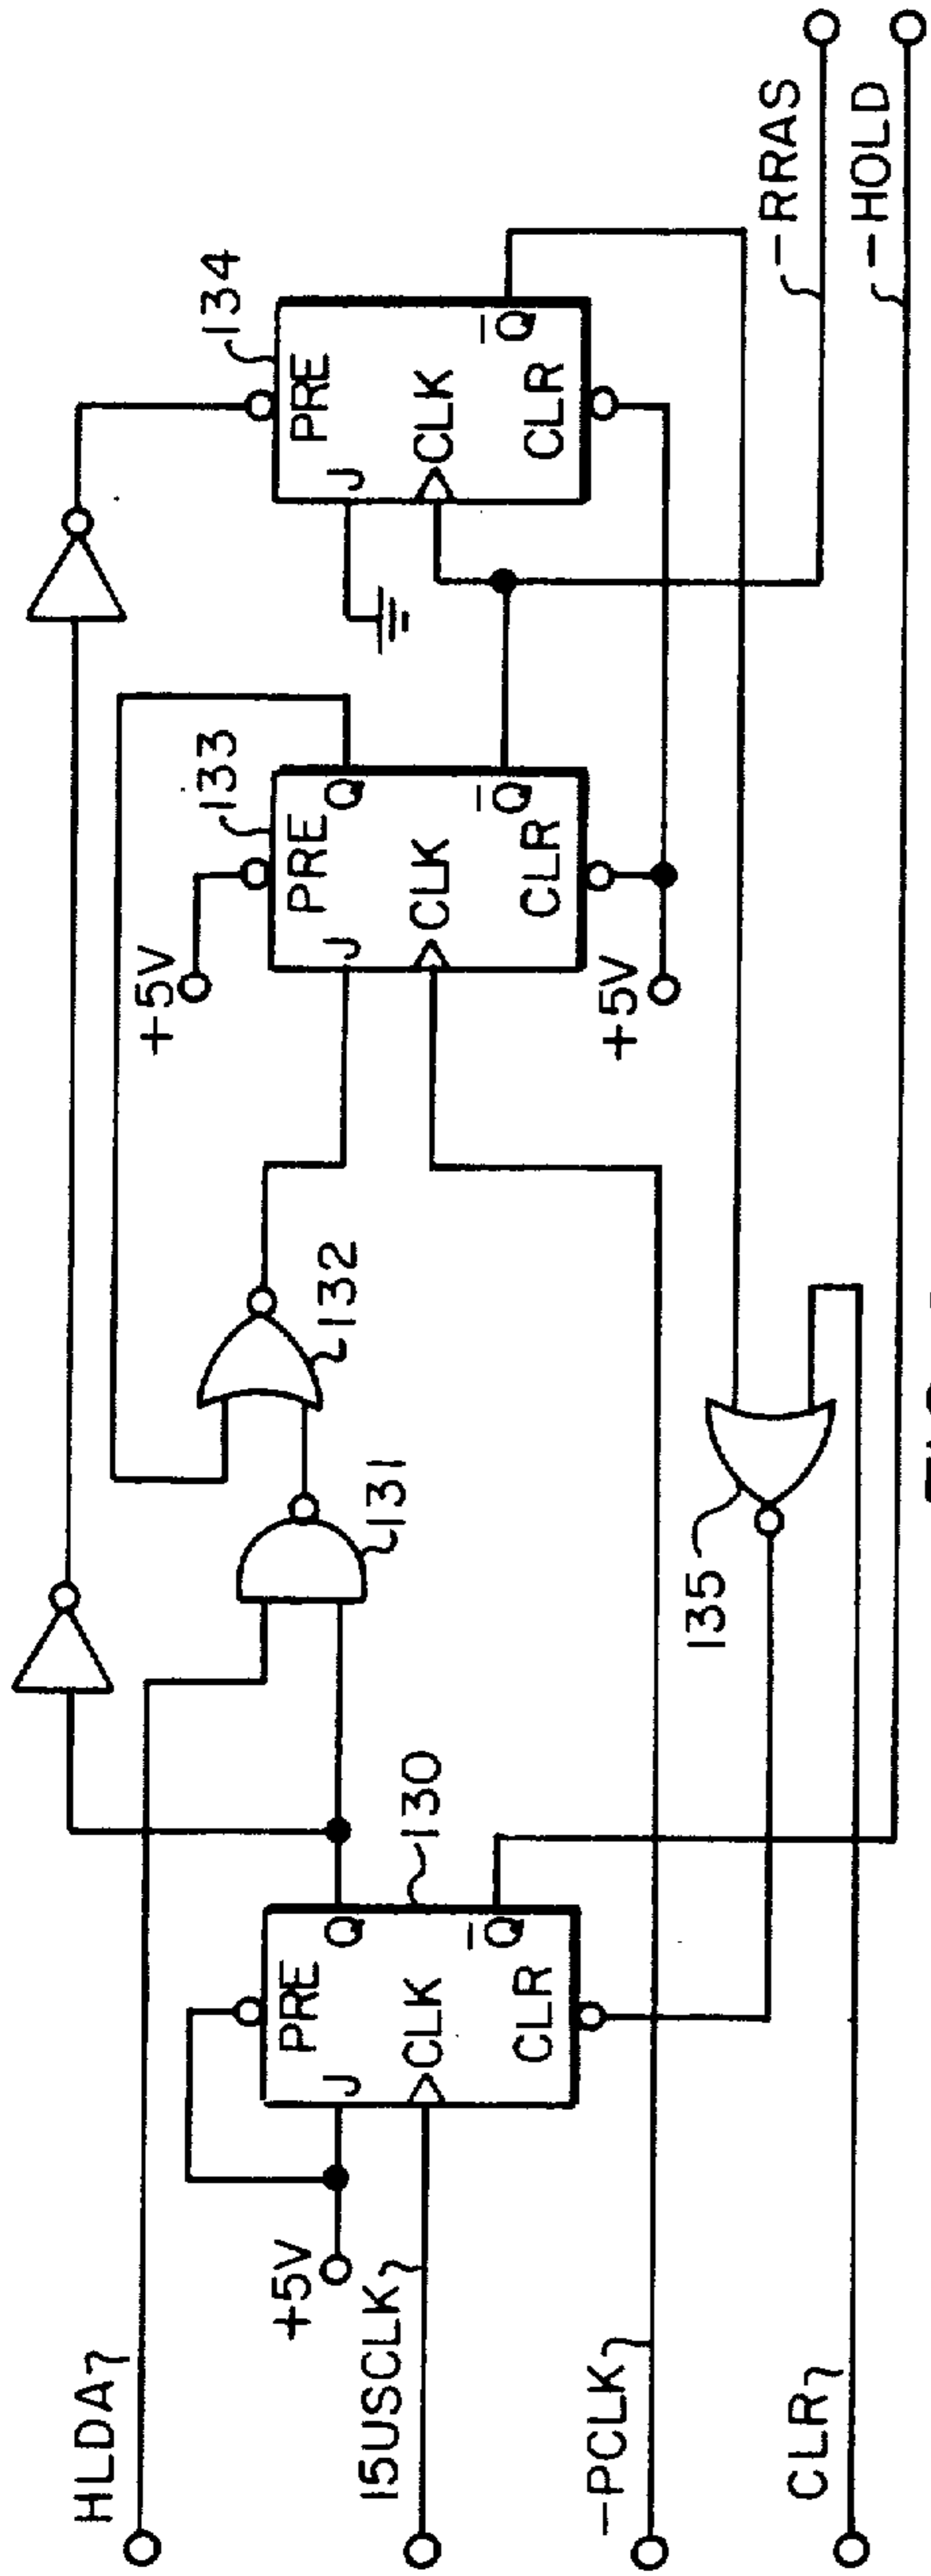 HLDA
+5V
15USCLK
-PCLK
CLR
PRE
J
Q
CLK
Q̅
CLR
130
131
132
135
+5V
133
PRE
J
Q
CLK
Q̅
CLR
+5V
134
PRE
J
CLK
Q̅
CLR
-RRAS
-HOLD